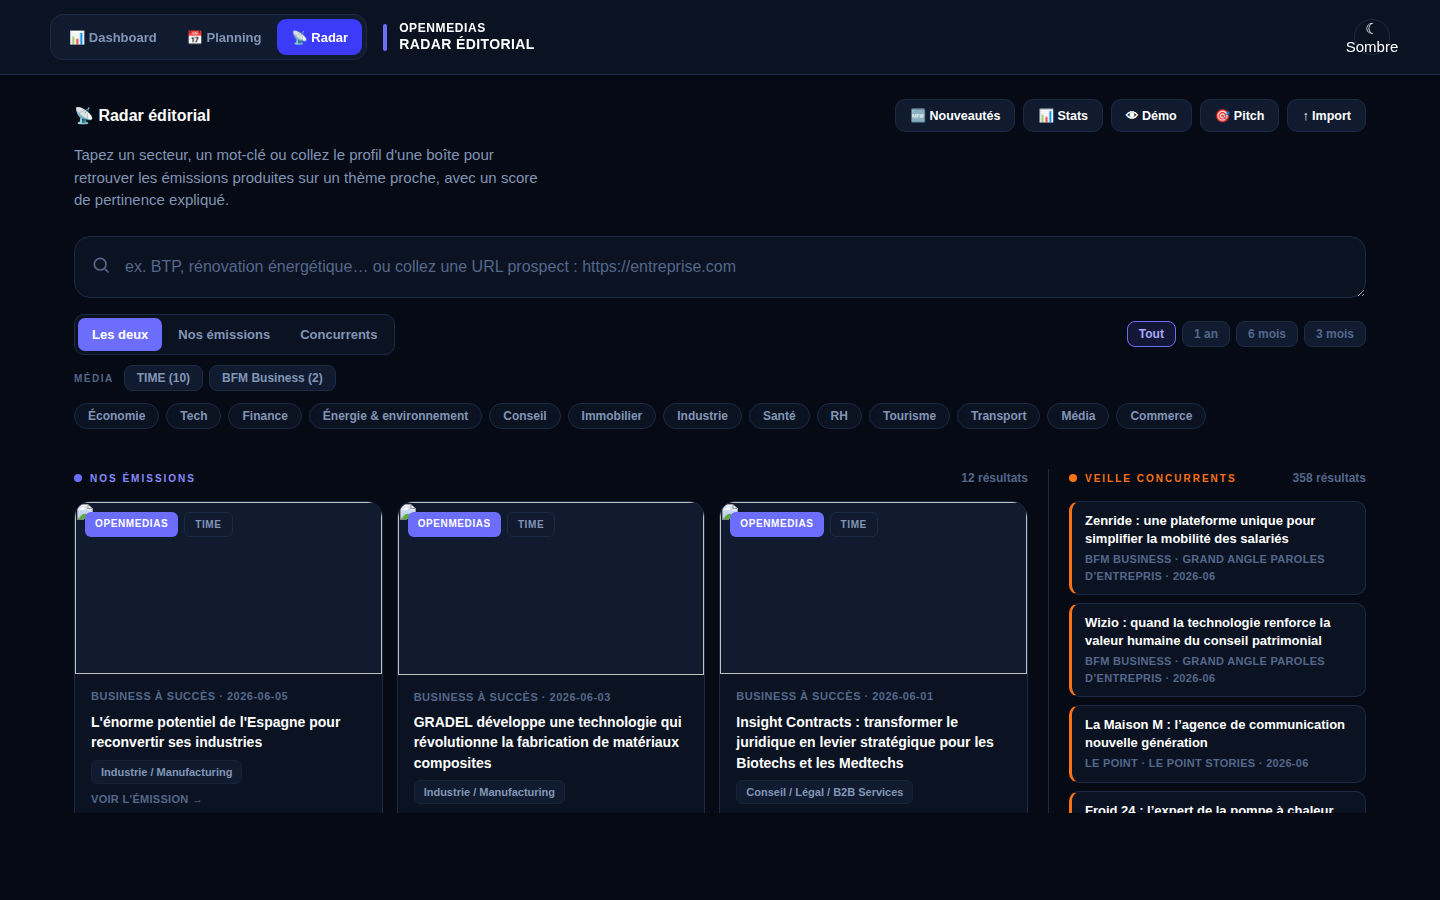 📊 Dashboard
📅 Planning
📡 Radar
OPENMEDIAS
RADAR ÉDITORIAL
☾
Sombre
📡 Radar éditorial
🆕 Nouveautés
📊 Stats
👁 Démo
🎯 Pitch
↑ Import
Tapez un secteur, un mot-clé ou collez le profil d'une boîte pour
retrouver les émissions produites sur un thème proche, avec un score
de pertinence expliqué.
ex. BTP, rénovation énergétique… ou collez une URL prospect : https://entreprise.com
Les deux
Nos émissions
Concurrents
Tout
1 an
6 mois
3 mois
MÉDIA
TIME (10)
BFM Business (2)
Économie
Tech
Finance
Énergie & environnement
Conseil
Immobilier
Industrie
Santé
RH
Tourisme
Transport
Média
Commerce
NOS ÉMISSIONS
12 résultats
OPENMEDIAS
TIME
BUSINESS À SUCCÈS · 2026-06-05
L'énorme potentiel de l'Espagne pour
reconvertir ses industries
Industrie / Manufacturing
VOIR L'ÉMISSION →
OPENMEDIAS
TIME
BUSINESS À SUCCÈS · 2026-06-03
GRADEL développe une technologie qui
révolutionne la fabrication de matériaux
composites
Industrie / Manufacturing
OPENMEDIAS
TIME
BUSINESS À SUCCÈS · 2026-06-01
Insight Contracts : transformer le
juridique en levier stratégique pour les
Biotechs et les Medtechs
Conseil / Légal / B2B Services
VEILLE CONCURRENTS
358 résultats
Zenride : une plateforme unique pour
simplifier la mobilité des salariés
BFM BUSINESS · GRAND ANGLE PAROLES
D'ENTREPRIS · 2026-06
Wizio : quand la technologie renforce la
valeur humaine du conseil patrimonial
BFM BUSINESS · GRAND ANGLE PAROLES
D'ENTREPRIS · 2026-06
La Maison M : l’agence de communication
nouvelle génération
LE POINT · LE POINT STORIES · 2026-06
Froid 24 : l’expert de la pompe à chaleur